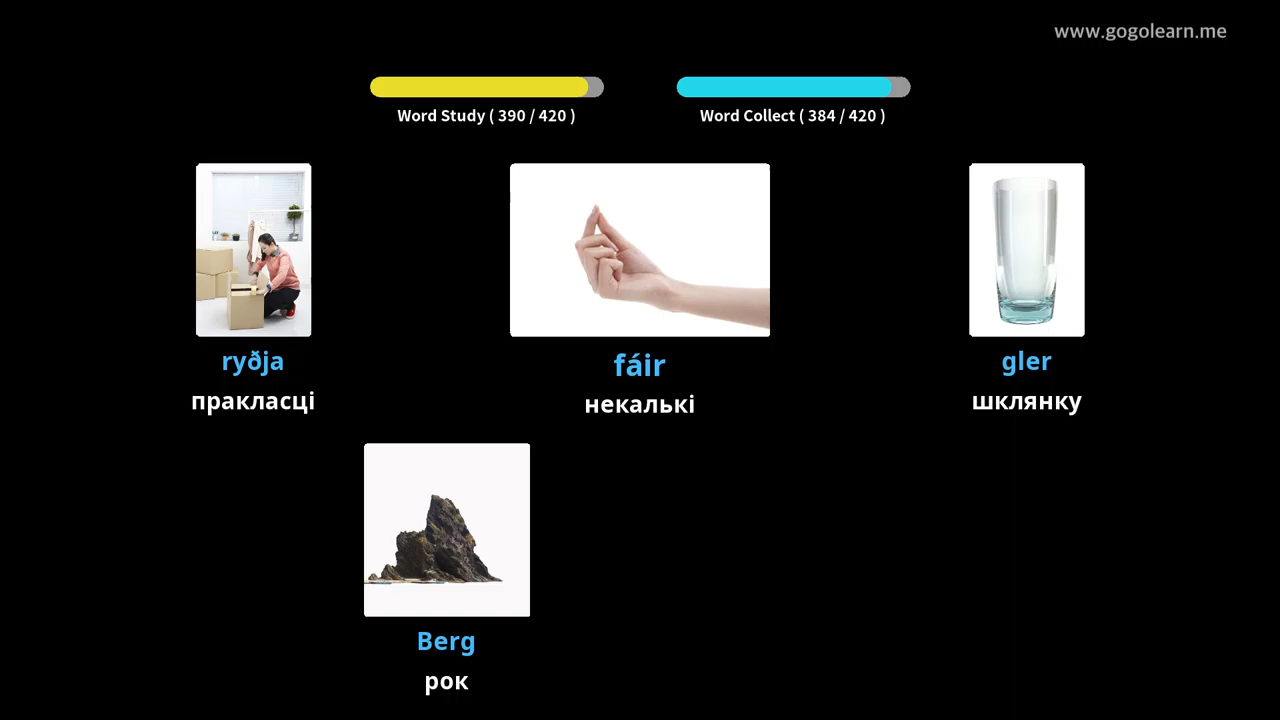 www.gogolearn.me
Word Study ( 390 / 420 )
Word Collect ( 384 / 420 )
ryðja
пракласці
fáir
некалькі
gler
шклянку
Berg
рок